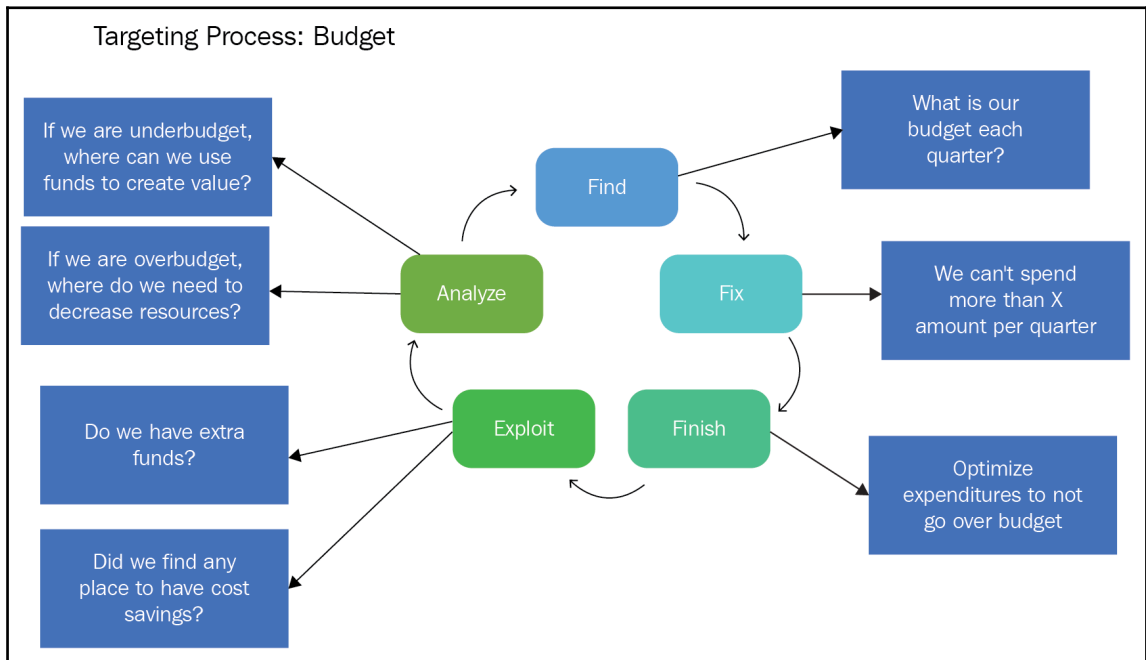 Targeting Process: Budget
What is our
budget each
quarter?
If we are underbudget,
where can we use
funds to create value?
Find
If we are overbudget,
where do we need to
decrease resources?
Analyze
Fix
We can't spend
more than X
amount per quarter
Do we have extra
funds?
Exploit
Finish
Optimize
expenditures to not
go over budget
Did we find any
place to have cost
savings?